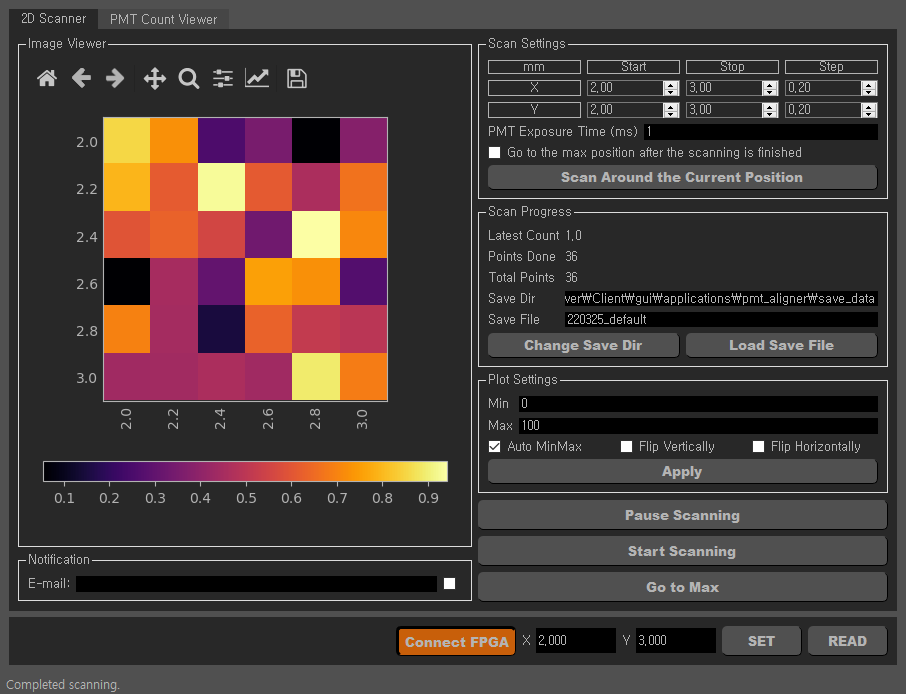 2D Scanner PMT Count Viewer
Image Viewer
2.0
2.2
2.4
2.6
2.8
3.0
2.0 2.2 2.4 2.6 2.8 3.0
0.1 0.2 0.3 0.4 0.5 0.6 0.7 0.8 0.9
Notification
E-mail:
Scan Settings
mm Start Stop Step
X 2,00 3,00 0,20
Y 2,00 3,00 0,20
PMT Exposure Time (ms) 1
Go to the max position after the scanning is finished
Scan Around the Current Position
Scan Progress
Latest Count 1,0
Points Done 36
Total Points 36
Save Dir ver₩Client₩gui₩applications₩pmt_aligner₩save_data
Save File 220325_default
Change Save Dir Load Save File
Plot Settings
Min 0
Max 100
Auto MinMax Flip Vertically Flip Horizontally
Apply
Pause Scanning
Start Scanning
Go to Max
Connect FPGA X 2,000 Y 3,000 SET READ
Completed scanning.